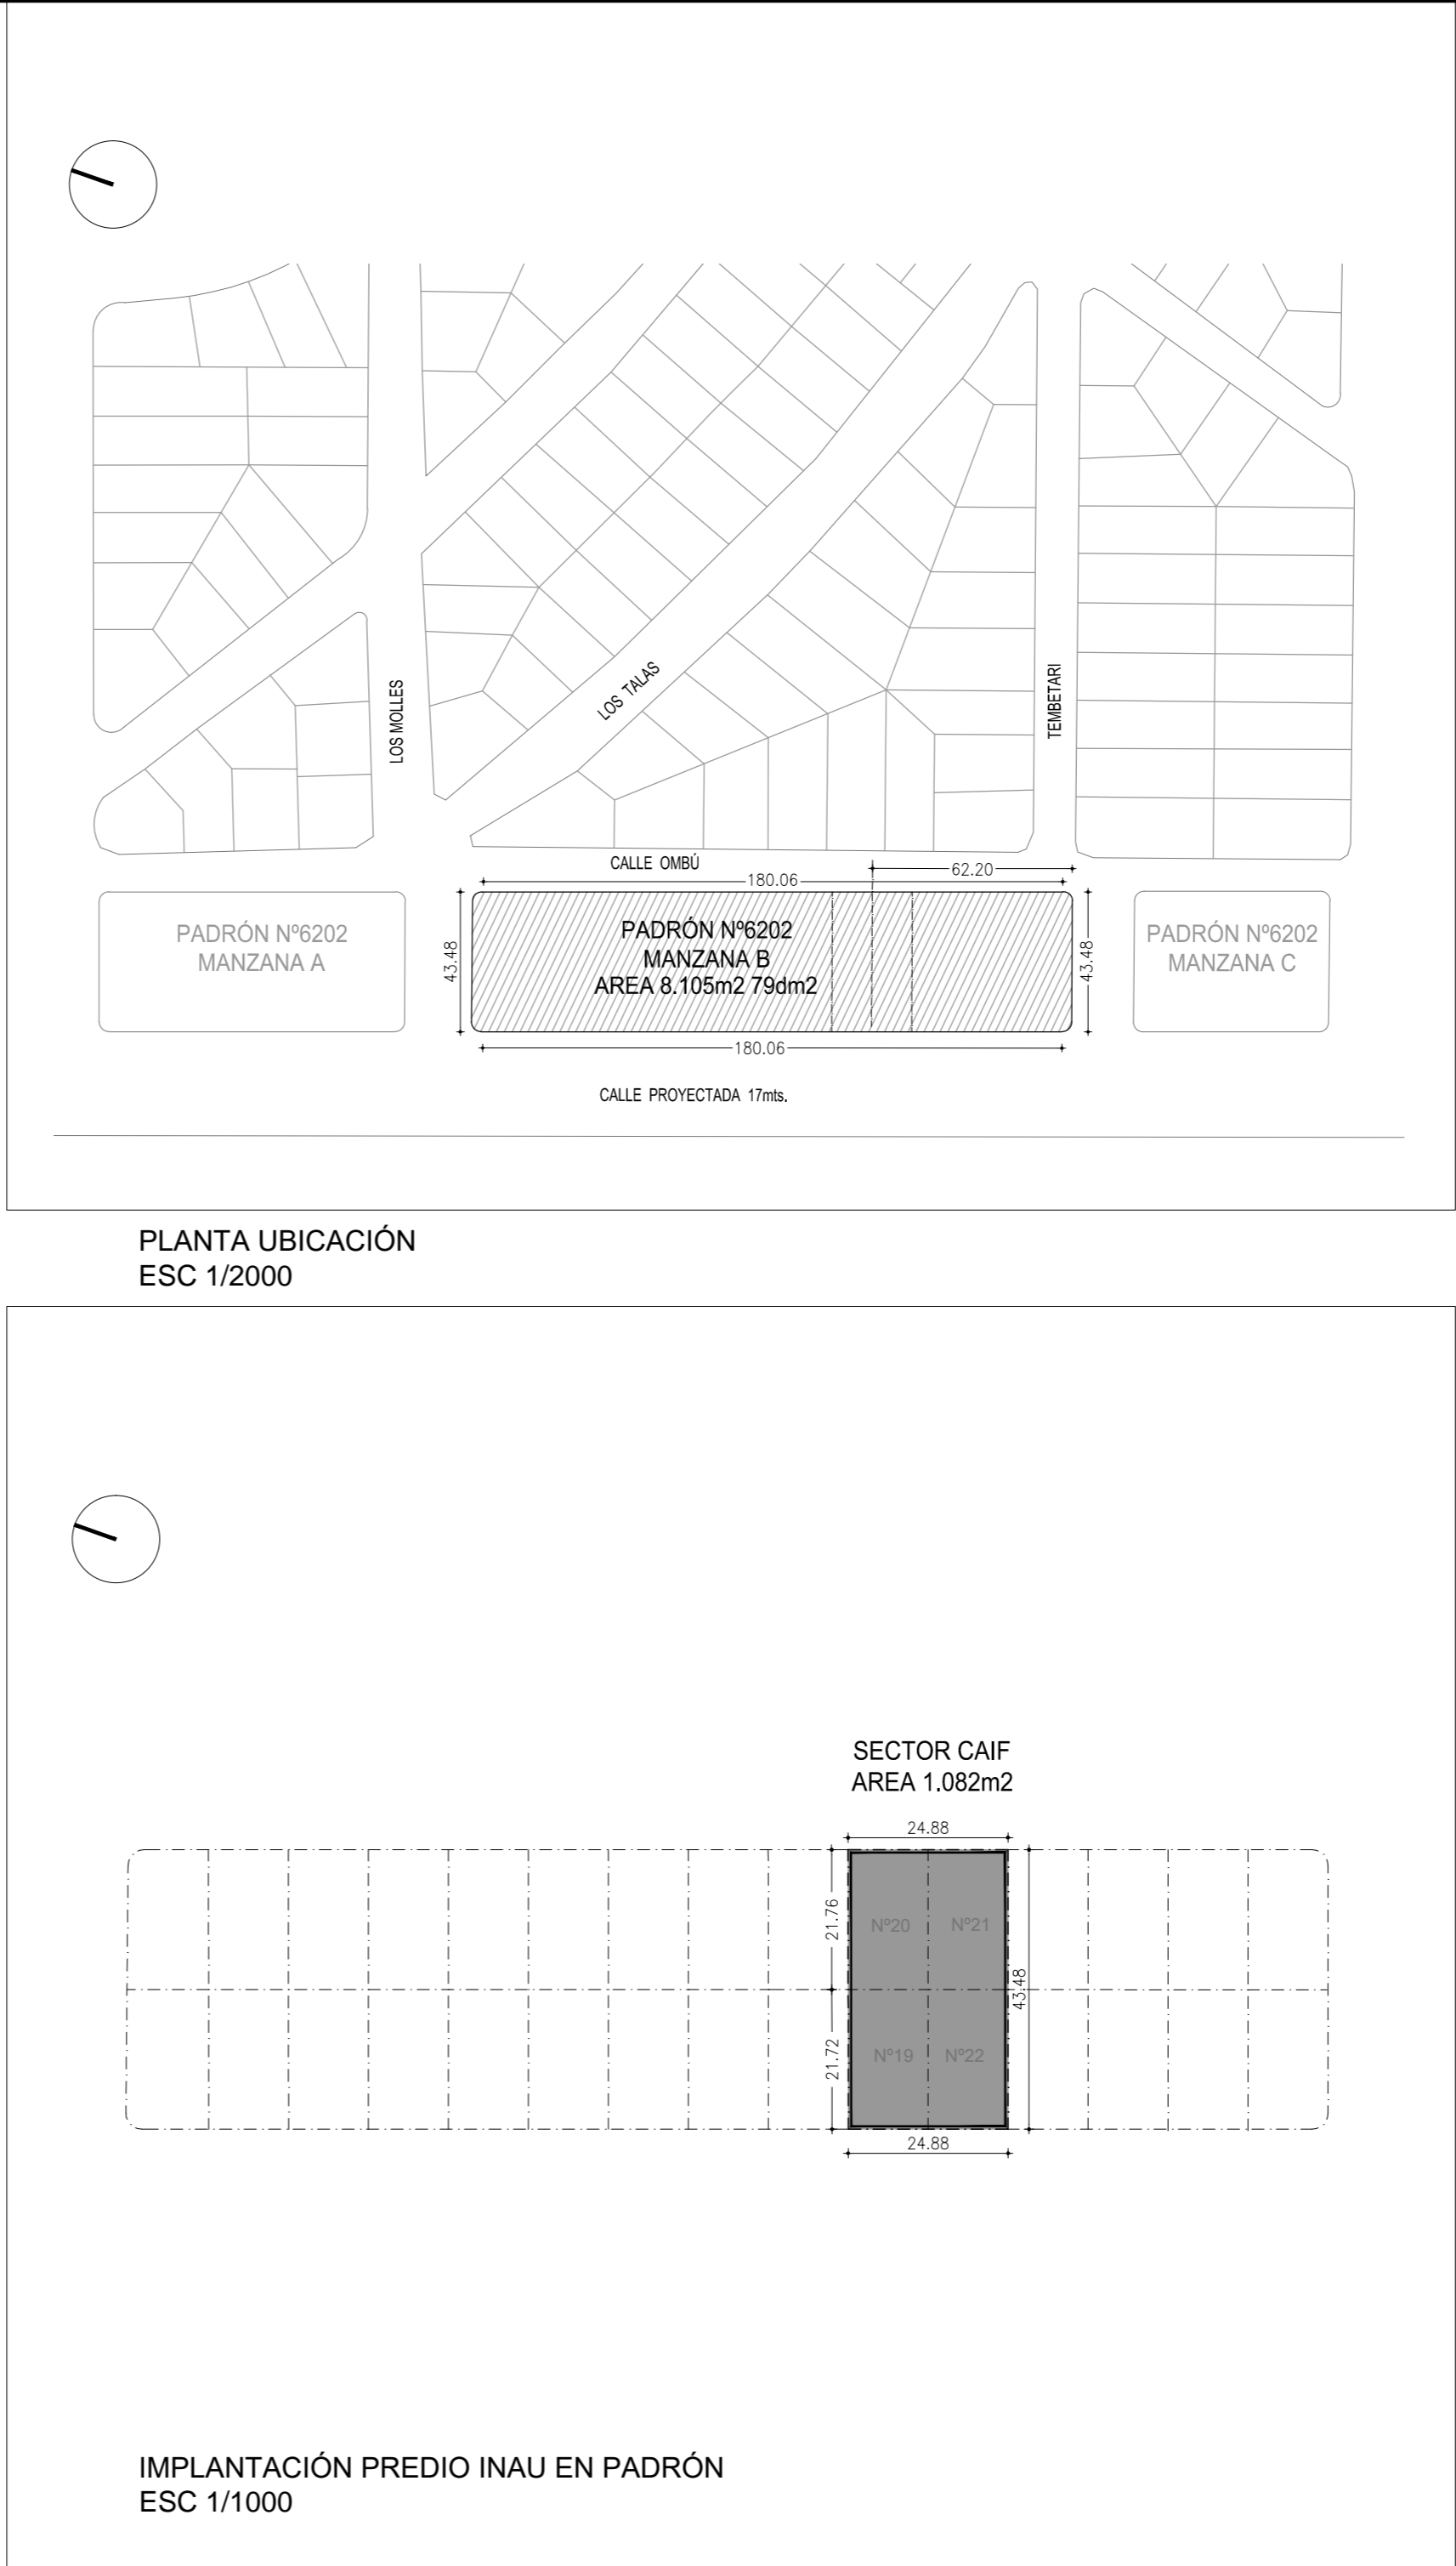 LOS MOLLES
LOS TALAS
TEMBETARI
CALLE OMBÚ
62.20
180.06
PADRÓN Nº6202
MANZANA A
43.48
PADRÓN Nº6202
MANZANA B
AREA 8.105m2 79dm2
43.48
PADRÓN Nº6202
MANZANA C
180.06
CALLE PROYECTADA 17mts.
PLANTA UBICACIÓN
ESC 1/2000
SECTOR CAIF
AREA 1.082m2
24.88
21.76
Nº20
Nº21
43.48
21.72
Nº19
Nº22
24.88
IMPLANTACIÓN PREDIO INAU EN PADRÓN
ESC 1/1000